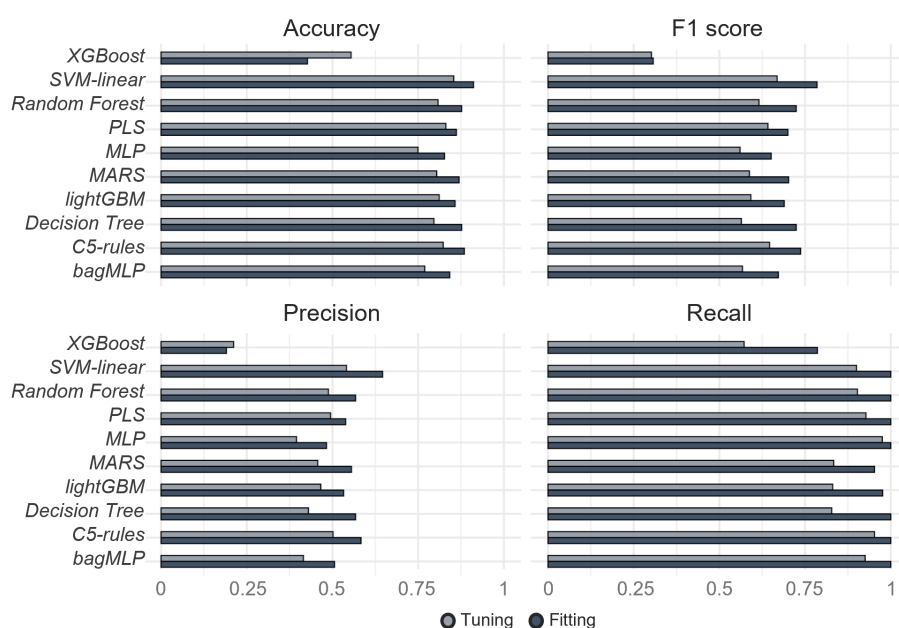 Accuracy
F1 score
XGBoost
SVM-linear
Random Forest
PLS
MLP
MARS
lightGBM
Decision Tree
C5-rules
bagMLP
Precision
Recall
XGBoost
SVM-linear
Random Forest
PLS
MLP
MARS
lightGBM
Decision Tree
C5-rules
bagMLP
0 0.25 0.5 0.75 1
0 0.25 0.5 0.75 1
Tuning Fitting